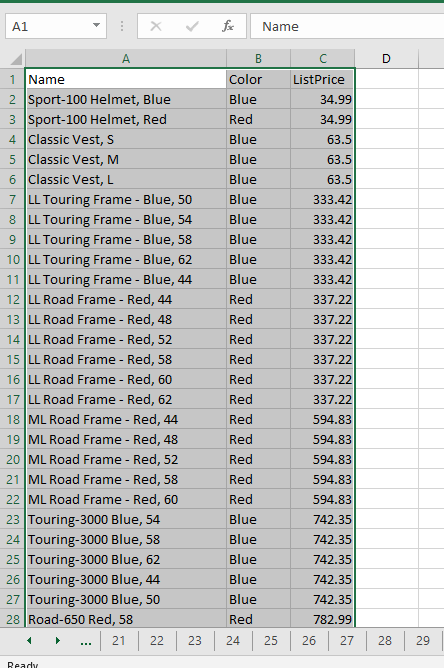 A1 fx Name
A B C D
1 Name Color ListPrice
2 Sport-100 Helmet, Blue Blue 34.99
3 Sport-100 Helmet, Red Red 34.99
4 Classic Vest, S Blue 63.5
5 Classic Vest, M Blue 63.5
6 Classic Vest, L Blue 63.5
7 LL Touring Frame - Blue, 50 Blue 333.42
8 LL Touring Frame - Blue, 54 Blue 333.42
9 LL Touring Frame - Blue, 58 Blue 333.42
10 LL Touring Frame - Blue, 62 Blue 333.42
11 LL Touring Frame - Blue, 44 Blue 333.42
12 LL Road Frame - Red, 44 Red 337.22
13 LL Road Frame - Red, 48 Red 337.22
14 LL Road Frame - Red, 52 Red 337.22
15 LL Road Frame - Red, 58 Red 337.22
16 LL Road Frame - Red, 60 Red 337.22
17 LL Road Frame - Red, 62 Red 337.22
18 ML Road Frame - Red, 44 Red 594.83
19 ML Road Frame - Red, 48 Red 594.83
20 ML Road Frame - Red, 52 Red 594.83
21 ML Road Frame - Red, 58 Red 594.83
22 ML Road Frame - Red, 60 Red 594.83
23 Touring-3000 Blue, 54 Blue 742.35
24 Touring-3000 Blue, 58 Blue 742.35
25 Touring-3000 Blue, 62 Blue 742.35
26 Touring-3000 Blue, 44 Blue 742.35
27 Touring-3000 Blue, 50 Blue 742.35
28 Road-650 Red, 58 Red 782.99
... 21 22 23 24 25 26 27 28 29
Ready